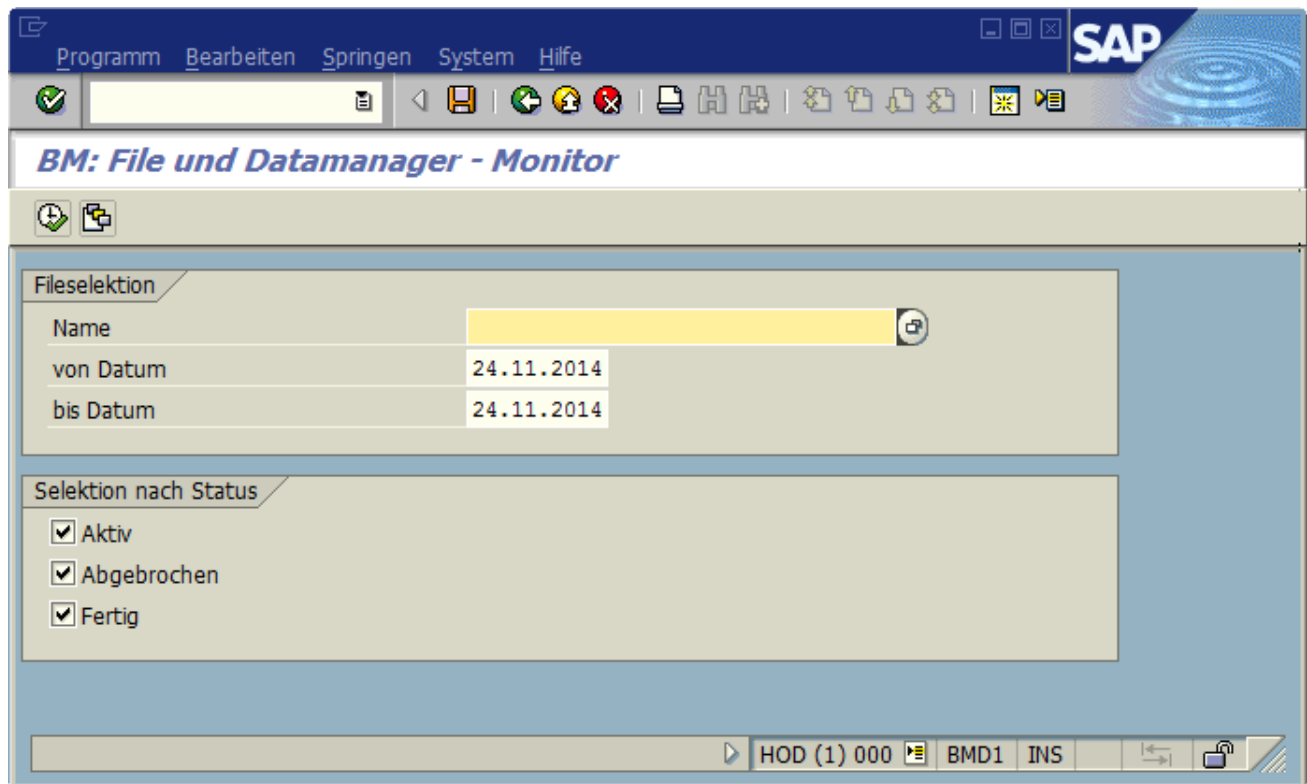 SAP
Programm Bearbeiten Springen System Hilfe
BM: File und Datamanager - Monitor
Fileselektion
Name
von Datum 24.11.2014
bis Datum 24.11.2014
Selektion nach Status
Aktiv
Abgebrochen
Fertig
HOD (1) 000 BMD1 INS